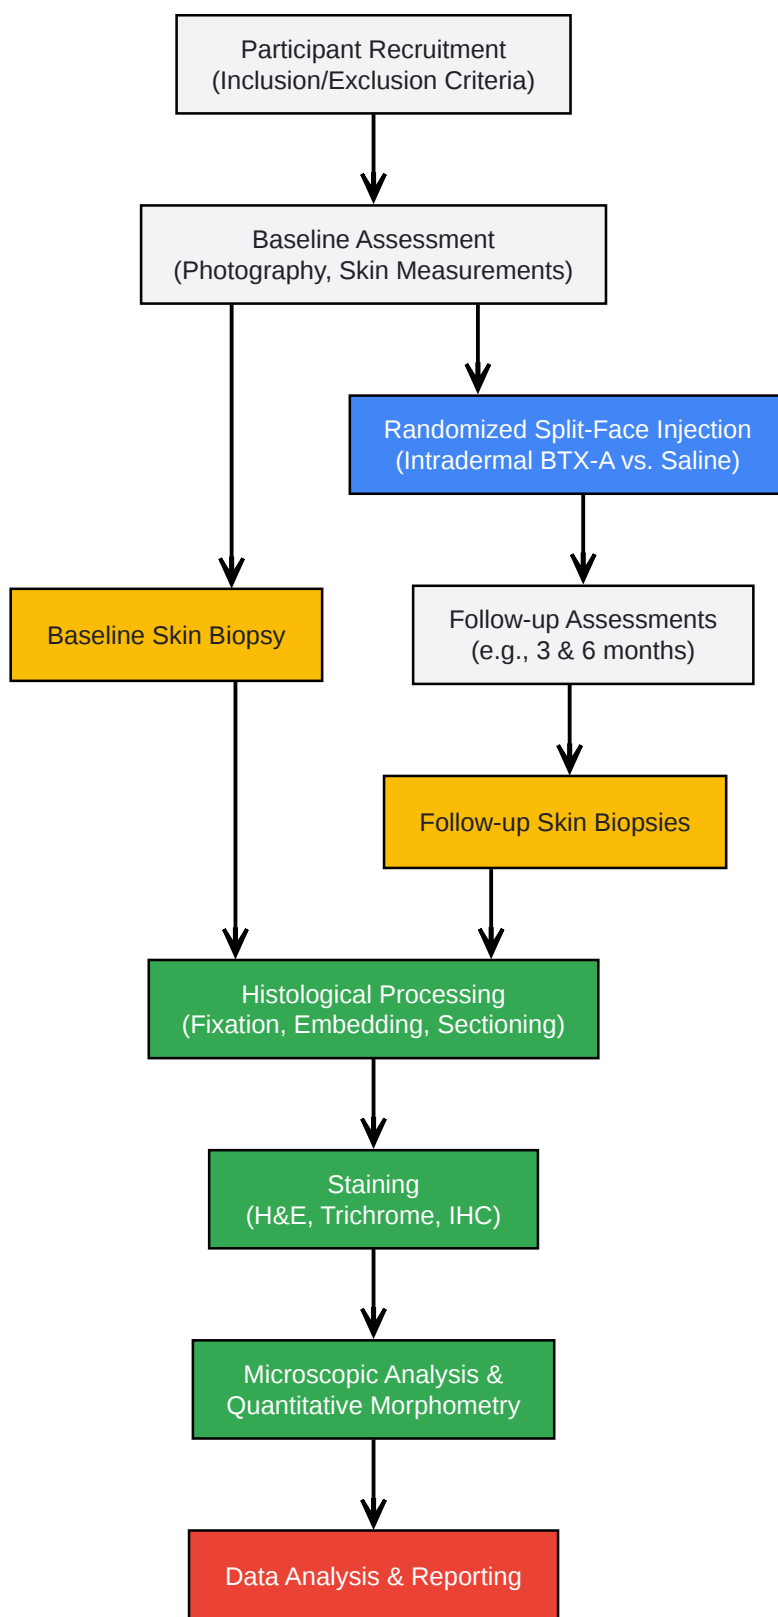 Participant Recruitment
(Inclusion/Exclusion Criteria)
Baseline Assessment
(Photography, Skin Measurements)
Randomized Split-Face Injection
(Intradermal BTX-A vs. Saline)
Baseline Skin Biopsy
Follow-up Assessments
(e.g., 3 & 6 months)
Follow-up Skin Biopsies
Histological Processing
(Fixation, Embedding, Sectioning)
Staining
(H&E, Trichrome, IHC)
Microscopic Analysis &
Quantitative Morphometry
Data Analysis & Reporting